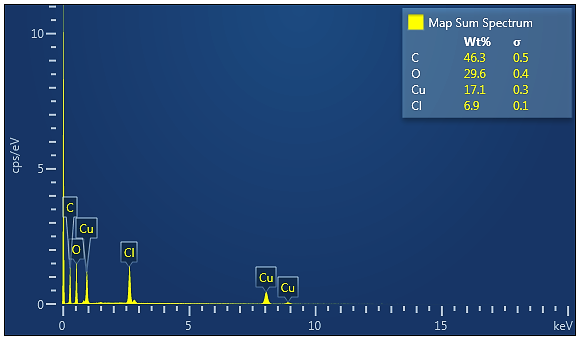 Map Sum Spectrum
Wt% σ
C 46.3 0.5
O 29.6 0.4
Cu 17.1 0.3
Cl 6.9 0.1
10
cps/eV
5
C
Cu
O
Cl
Cu
Cu
0
0 5 10 15 keV